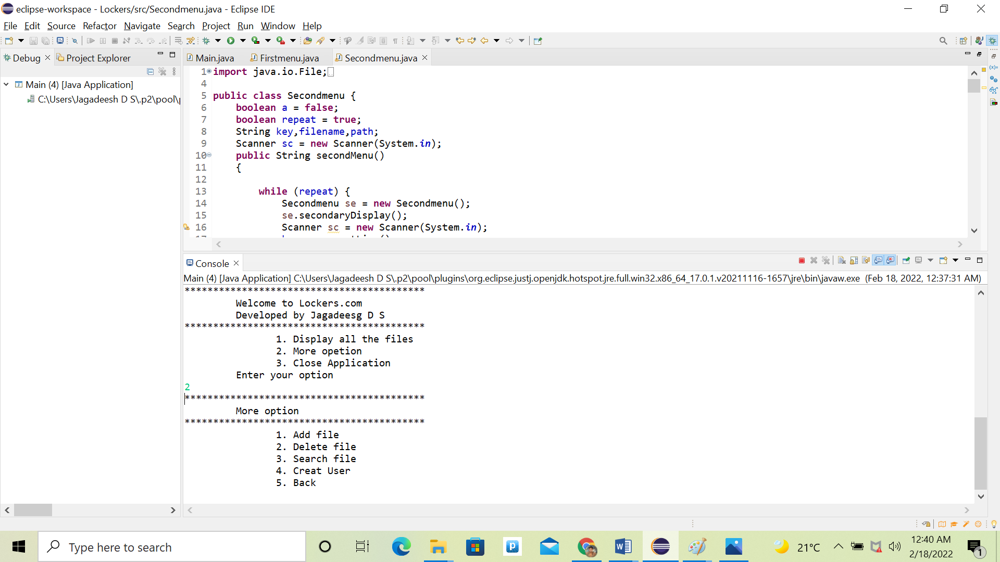 eclipse-workspace - Lockers/src/Secondmenu.java - Eclipse IDE
File Edit Source Refactor Navigate Search Project Run Window Help
Debug Project Explorer
Main (4) [Java Application]
C:\Users\Jagadeesh D S\.p2\pool\
Main.java Firstmenu.java Secondmenu.java
1 import java.io.File;
4
5 public class Secondmenu {
6 boolean a = false;
7 boolean repeat = true;
8 String key,filename,path;
9 Scanner sc = new Scanner(System.in);
10 public String secondMenu()
11 {
12
13 while (repeat) {
14 Secondmenu se = new Secondmenu();
15 se.secondaryDisplay();
16 Scanner sc = new Scanner(System.in);
Console
Main (4) [Java Application] C:\Users\Jagadeesh D S\.p2\pool\plugins\org.eclipse.justj.openjdk.hotspot.jre.full.win32.x86_64_17.0.1.v20211116-1657\jre\bin\javaw.exe (Feb 18, 2022, 12:37:31 AM)
******************************************
Welcome to Lockers.com
Developed by Jagadeesg D S
******************************************
1. Display all the files
2. More opetion
3. Close Application
Enter your option
2
******************************************
More option
******************************************
1. Add file
2. Delete file
3. Search file
4. Creat User
5. Back
Type here to search
21°C
12:40 AM
2/18/2022
1